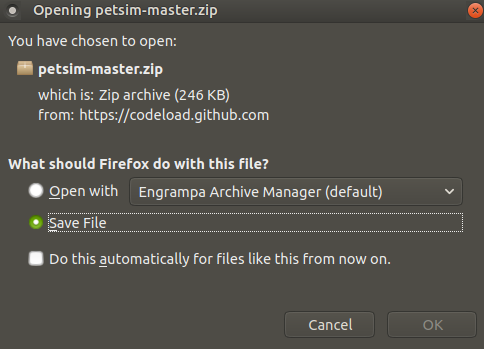 Opening petsim-master.zip
You have chosen to open:
petsim-master.zip
which is: Zip archive (246 KB)
from: https://codeload.github.com
What should Firefox do with this file?
Open with Engrampa Archive Manager (default)
Save File
Do this automatically for files like this from now on.
Cancel OK